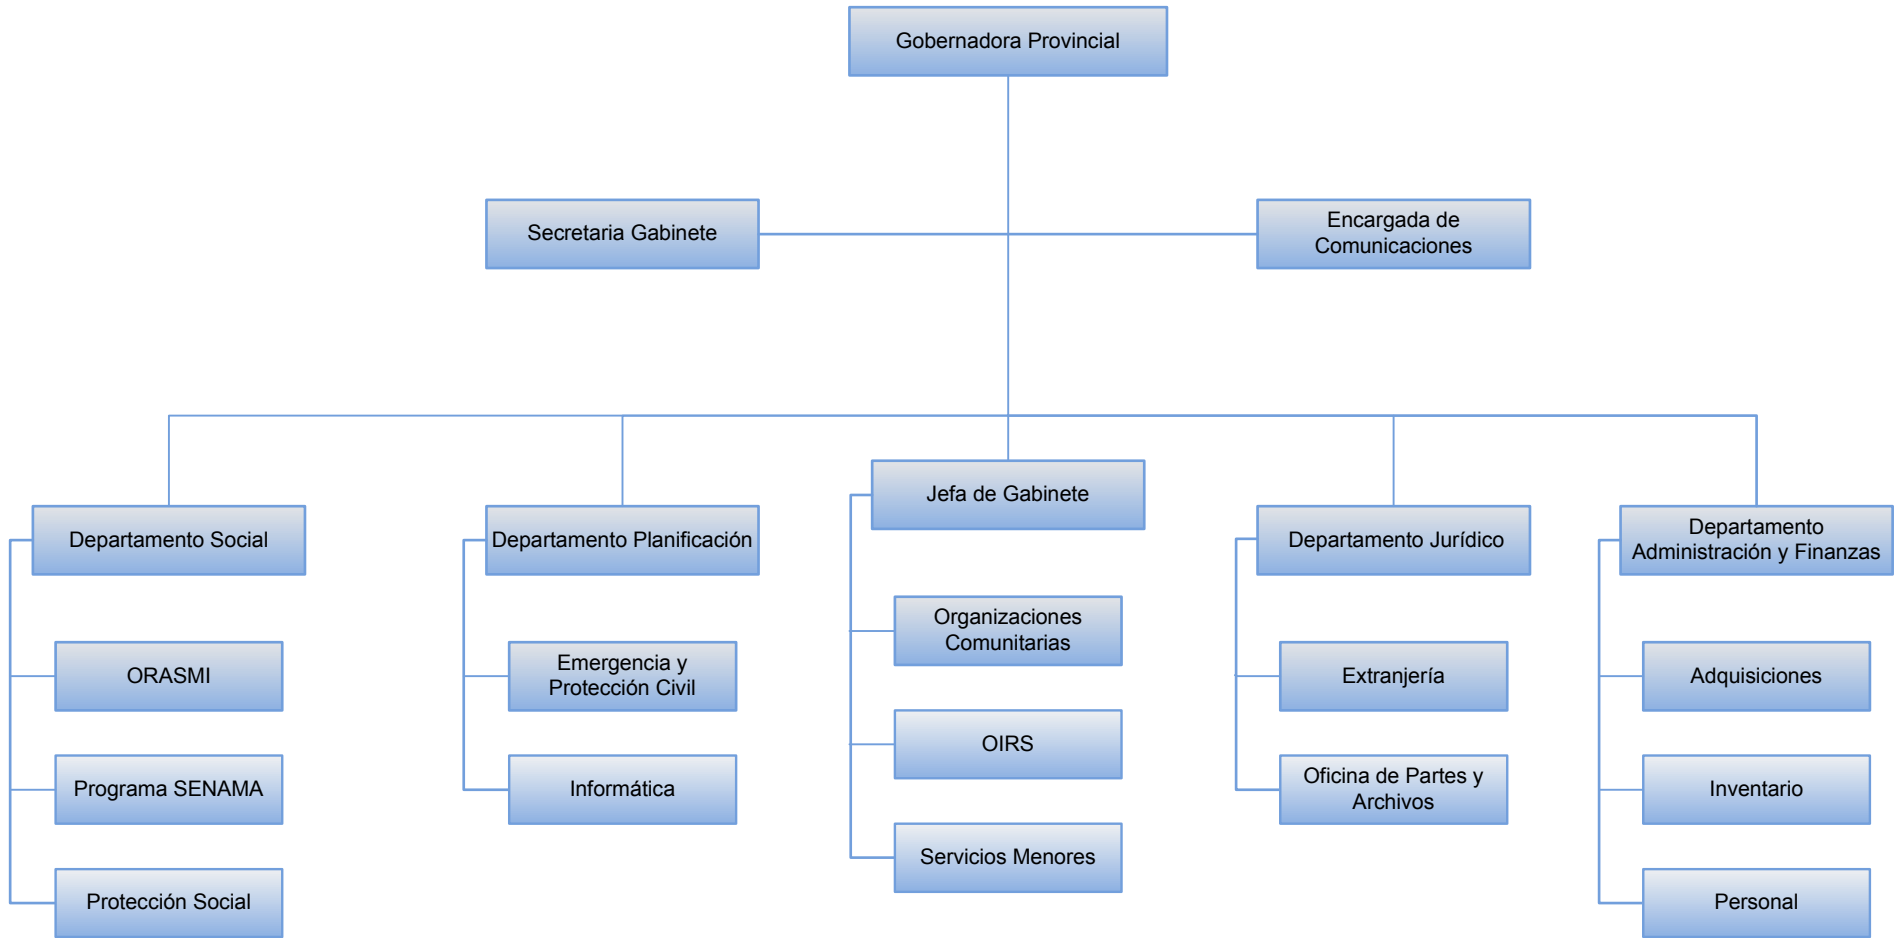 Gobernadora Provincial
Secretaria Gabinete
Encargada de
Comunicaciones
Jefa de Gabinete
Departamento Social
Departamento Planificación
Departamento Jurídico
Departamento
Administración y Finanzas
Organizaciones
Comunitarias
ORASMI
Emergencia y
Protección Civil
Extranjería
Adquisiciones
OIRS
Programa SENAMA
Informática
Oficina de Partes y
Archivos
Inventario
Servicios Menores
Protección Social
Personal